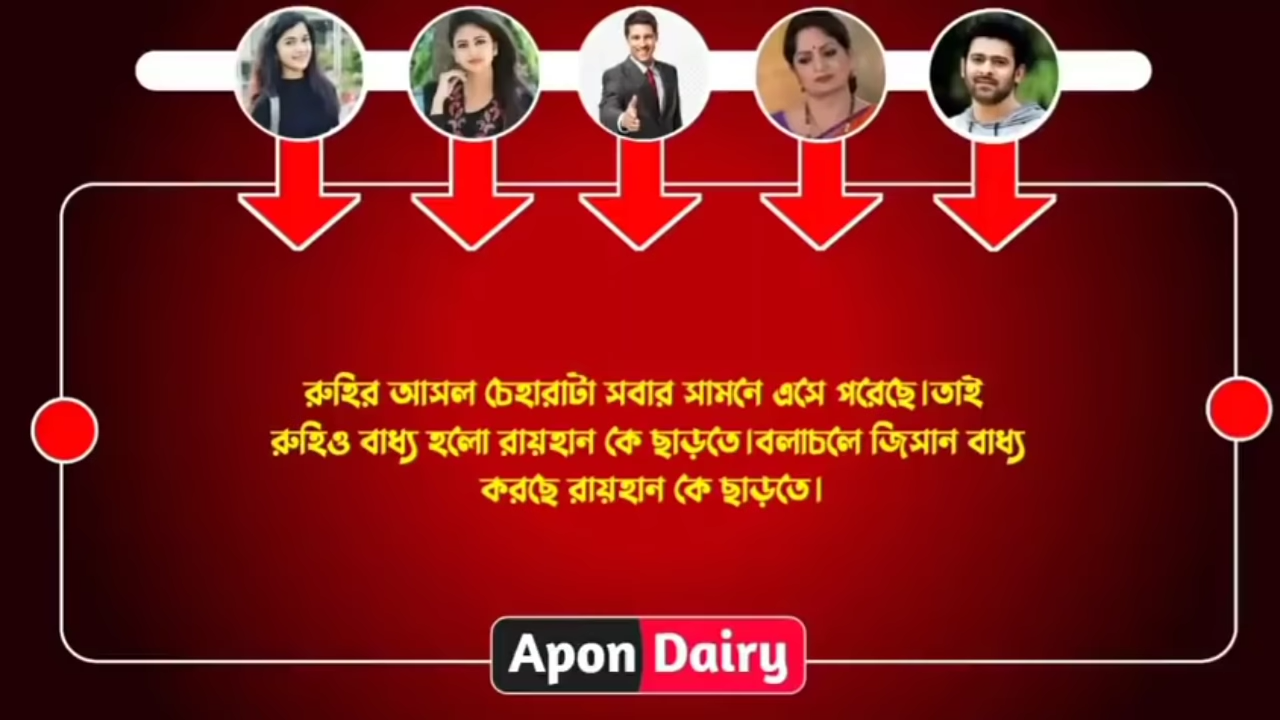 রুহির আসল চেহারাটা সবার সামনে এসে পরেছে।তাই
রুহিও বাধ্য হলো রায়হান কে ছাড়তে।বলাচলে জিসান বাধ্য
করছে রায়হান কে ছাড়তে।
Apon Dairy